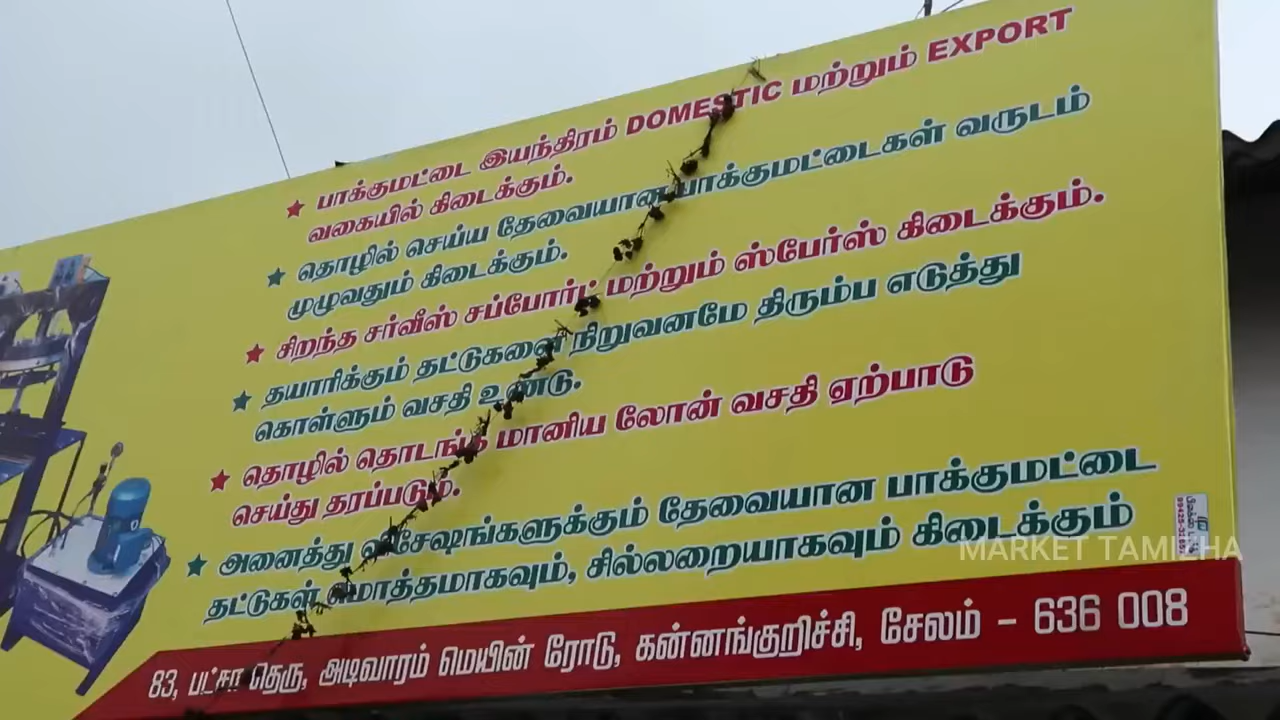 ★ பாக்குமட்டை இயந்திரம் DOMESTIC மற்றும் EXPORT
வகையில் கிடைக்கும்.
★ தொழில் செய்ய தேவையான பாக்குமட்டைகள் வருடம்
முழுவதும் கிடைக்கும்.
★ சிறந்த சர்வீஸ் சப்போர்ட் மற்றும் ஸ்பேர்ஸ் கிடைக்கும்.
★ தயாரிக்கும் தட்டுகளை நிறுவனமே திரும்ப எடுத்து
கொள்ளும் வசதி உண்டு.
★ தொழில் தொடங்க மானிய லோன் வசதி ஏற்பாடு
செய்து தரப்படும்.
★ அனைத்து விசேஷங்களுக்கும் தேவையான பாக்குமட்டை
தட்டுகள் மொத்தமாகவும், சில்லறையாகவும் கிடைக்கும்
MARKET TAMIZHA
83, தெரு, அடிவாரம் மெயின் ரோடு, கன்னங்குறிச்சி, சேலம் - 636 008